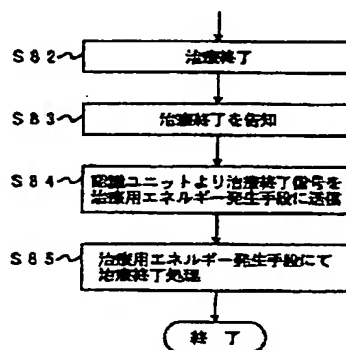 S82 治療終了
S83 治療終了を告知
S84 認識ユニットより治療終了信号を
治療用エネルギー発生手段に送信
S85 治療用エネルギー発生手段にて
治療終了処理
終了